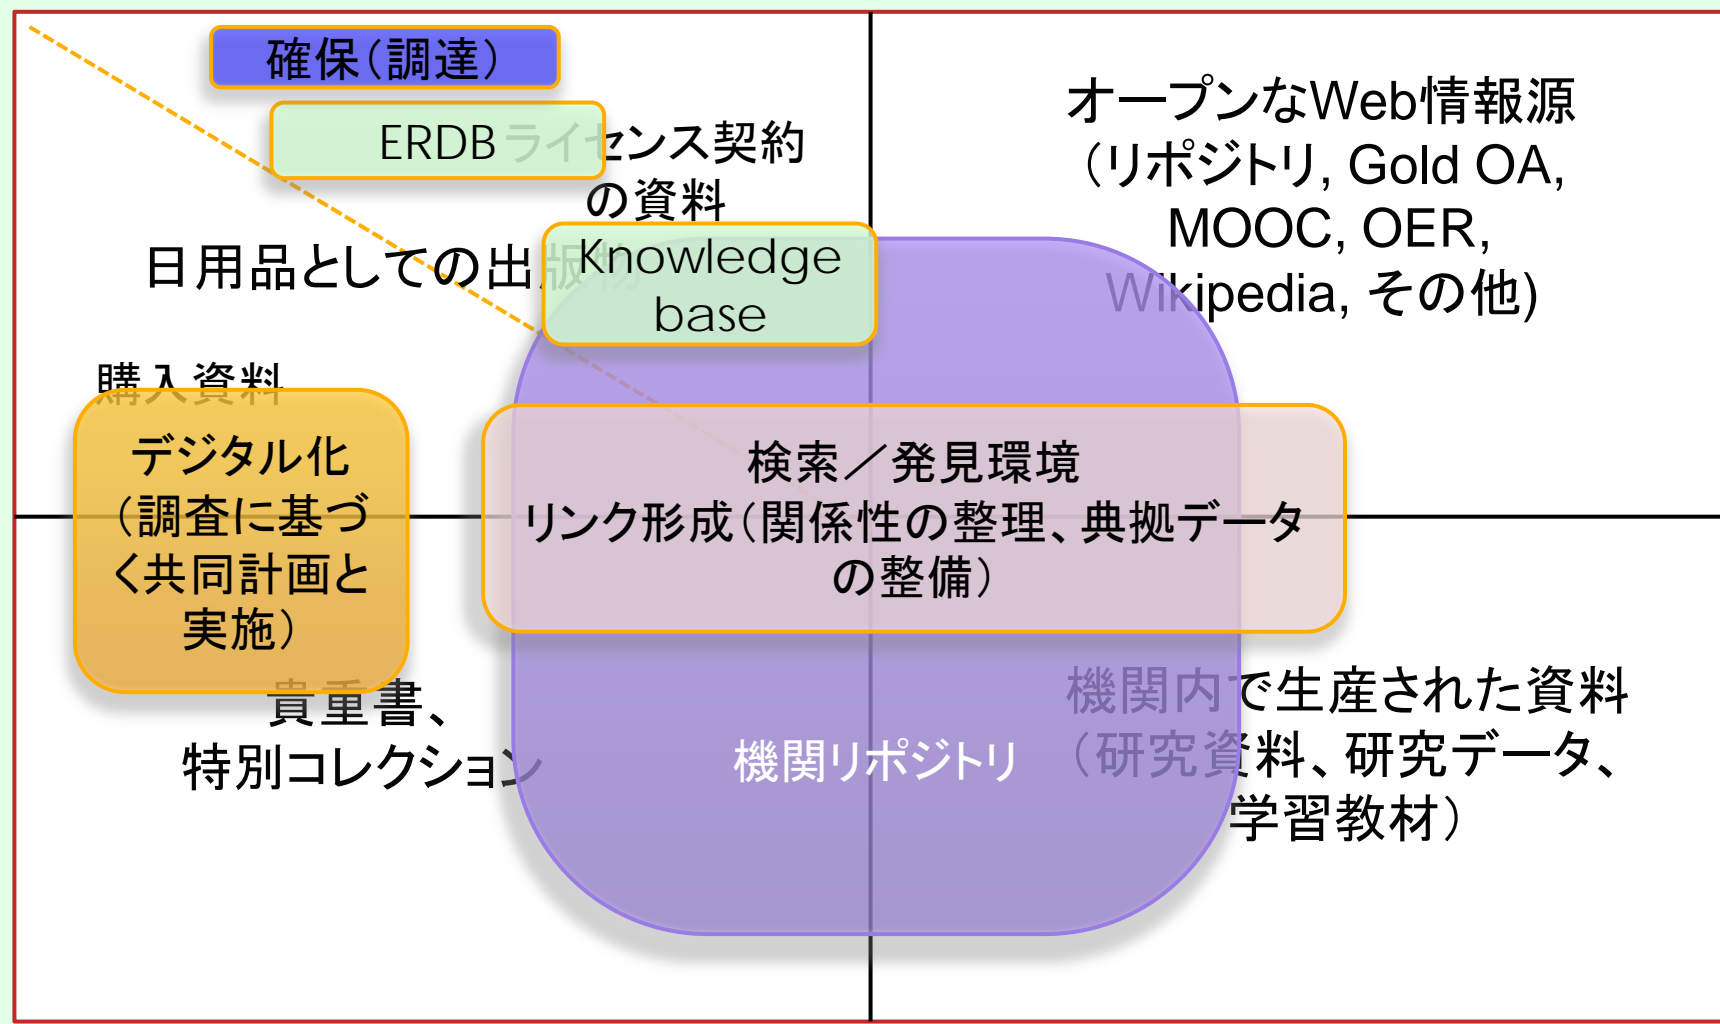 確保（調達）
ERDB
ライセンス契約
の資料
日用品としての出版物
Knowledge
base
購入資料
デジタル化
（調査に基づ
く共同計画と
実施）
オープンなWeb情報源
（リポジトリ, Gold OA,
MOOC, OER,
Wikipedia, その他)
検索／発見環境
リンク形成（関係性の整理、典拠データ
の整備）
貴重書、
特別コレクション
機関リポジトリ
機関内で生産された資料
（研究資料、研究データ、
学習教材）